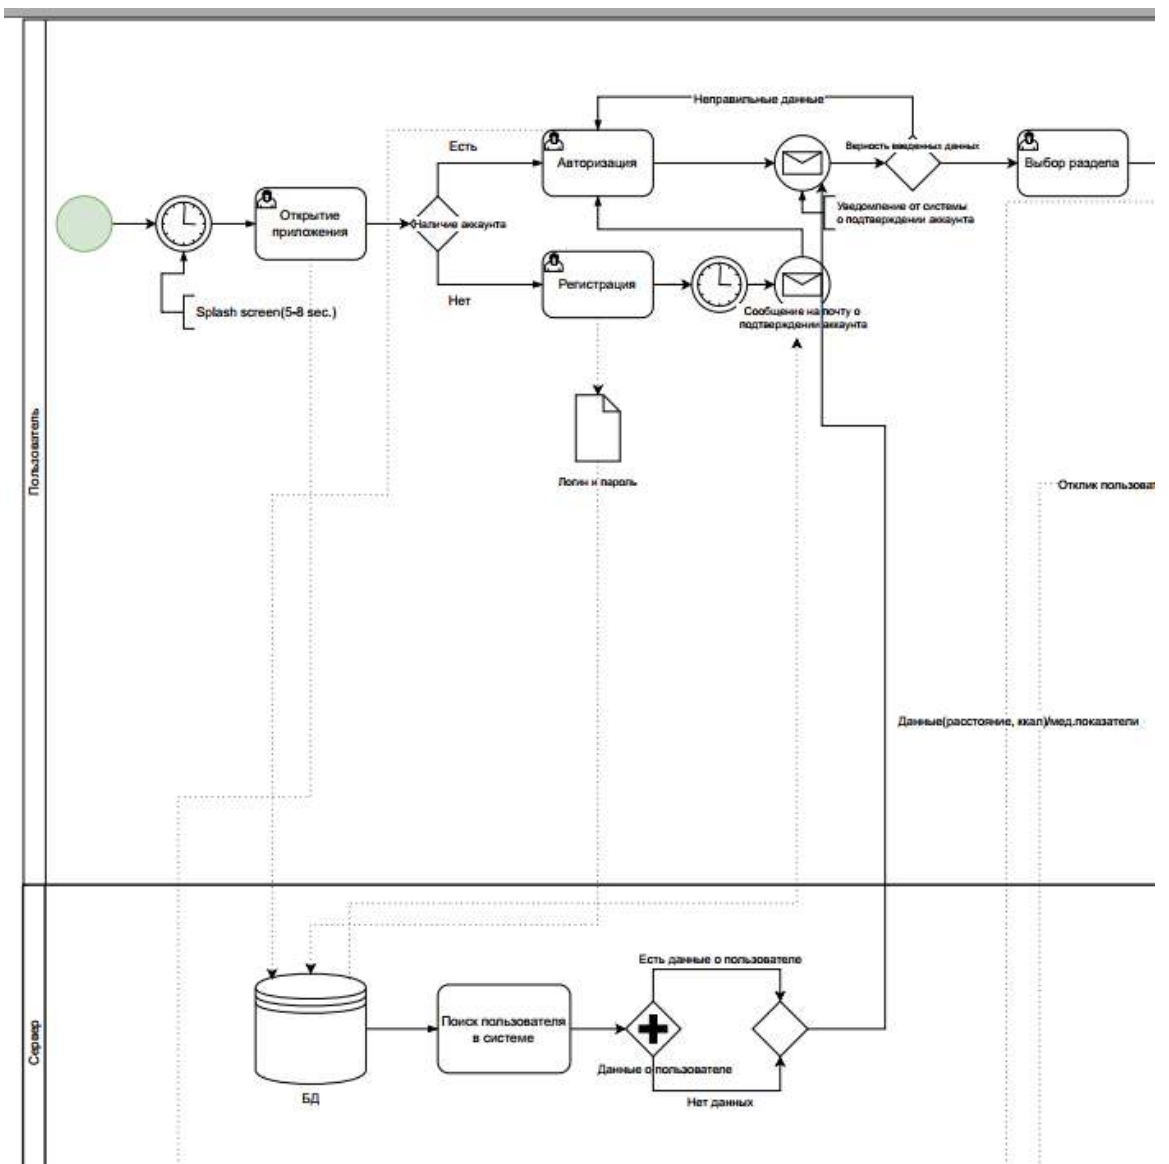 Неправильные данные
Есть
Авторизация
Верность введенных данных
Выбор раздела
Открытие
приложения
Наличие аккаунта
Уведомление от системы
о подтверждении аккаунта
Нет
Регистрация
Splash screen(5-8 sec.)
Сообщение на почту о
подтверждении аккаунта
Пользователь
Логин и пароль
Отклик пользоват
Данные(расстояние, ккал)/мед.показатели
Сервер
Есть данные о пользователе
Поиск пользователя
в системе
Данные о пользователе
БД
Нет данных